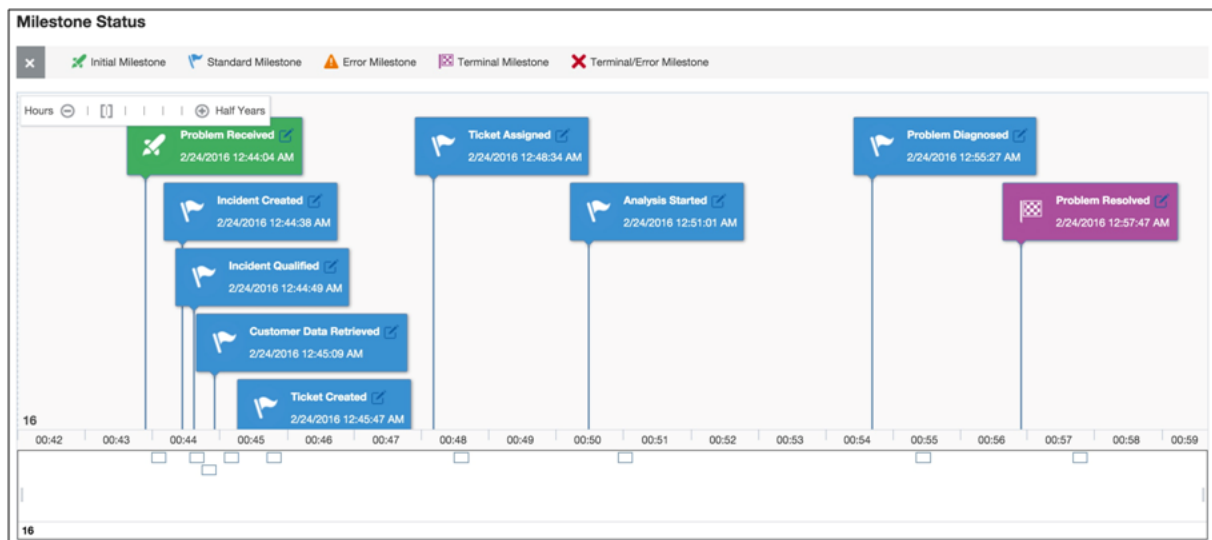 Milestone Status
Initial Milestone Standard Milestone Error Milestone Terminal Milestone Terminal/Error Milestone
Hours Half Years
Problem Received
2/24/2016 12:44:04 AM
Ticket Assigned
2/24/2016 12:48:34 AM
Problem Diagnosed
2/24/2016 12:55:27 AM
Incident Created
2/24/2016 12:44:38 AM
Analysis Started
2/24/2016 12:51:01 AM
Problem Resolved
2/24/2016 12:57:47 AM
Incident Qualified
2/24/2016 12:44:49 AM
Customer Data Retrieved
2/24/2016 12:45:09 AM
Ticket Created
2/24/2016 12:45:47 AM
16
00:42 00:43 00:44 00:45 00:46 00:47 00:48 00:49 00:50 00:51 00:52 00:53 00:54 00:55 00:56 00:57 00:58 00:59
16